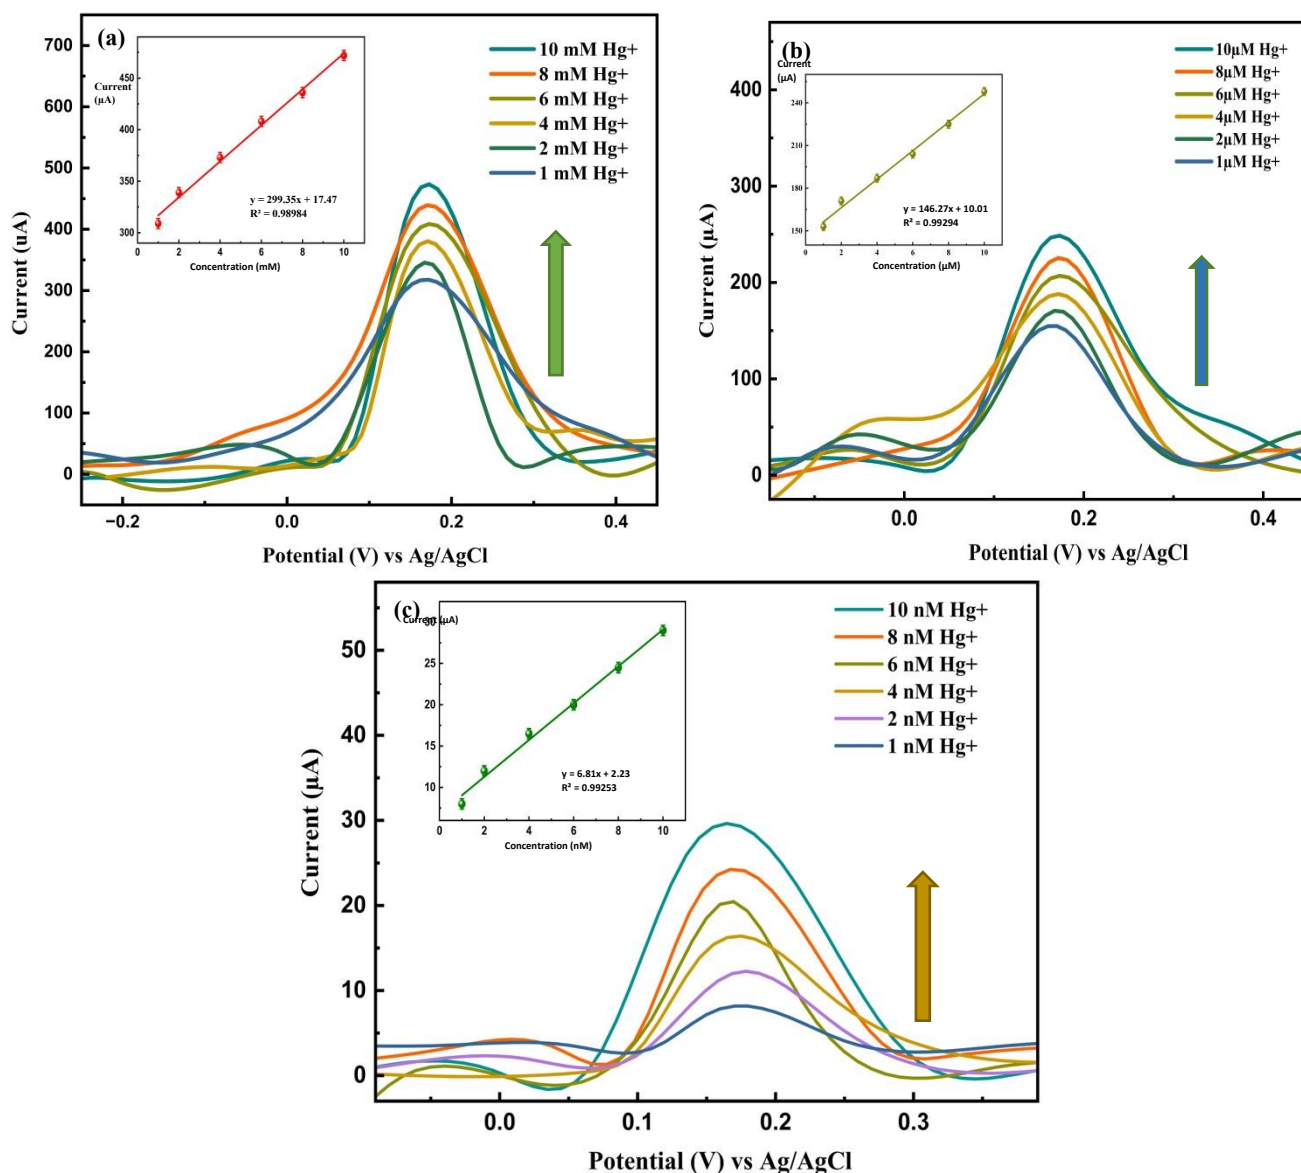 (a)
700
600
500
400
300
200
100
0
Current (uA)
−0.2
0.0
0.2
0.4
Potential (V) vs Ag/AgCl
10 mM Hg+
8 mM Hg+
6 mM Hg+
4 mM Hg+
2 mM Hg+
1 mM Hg+
Current
(µA)
450
400
350
300
2
4
6
8
10
Concentration (mM)
y = 299.35x + 17.47
R² = 0.98984
(b)
400
300
200
100
0
Current (µA)
0.0
0.2
0.4
Potential (V) vs Ag/AgCl
10µM Hg+
8µM Hg+
6µM Hg+
4µM Hg+
2µM Hg+
1µM Hg+
Current
(µA)
240
210
180
150
2
4
6
8
10
Concentration (µM)
y = 146.27x + 10.01
R² = 0.99294
(c)
50
40
30
20
10
0
Current (µA)
0.0
0.1
0.2
0.3
Potential (V) vs Ag/AgCl
10 nM Hg+
8 nM Hg+
6 nM Hg+
4 nM Hg+
2 nM Hg+
1 nM Hg+
Current (µA)
30
25
20
15
10
0
2
4
6
8
10
Concentration (nM)
y = 6.81x + 2.23
R² = 0.99253